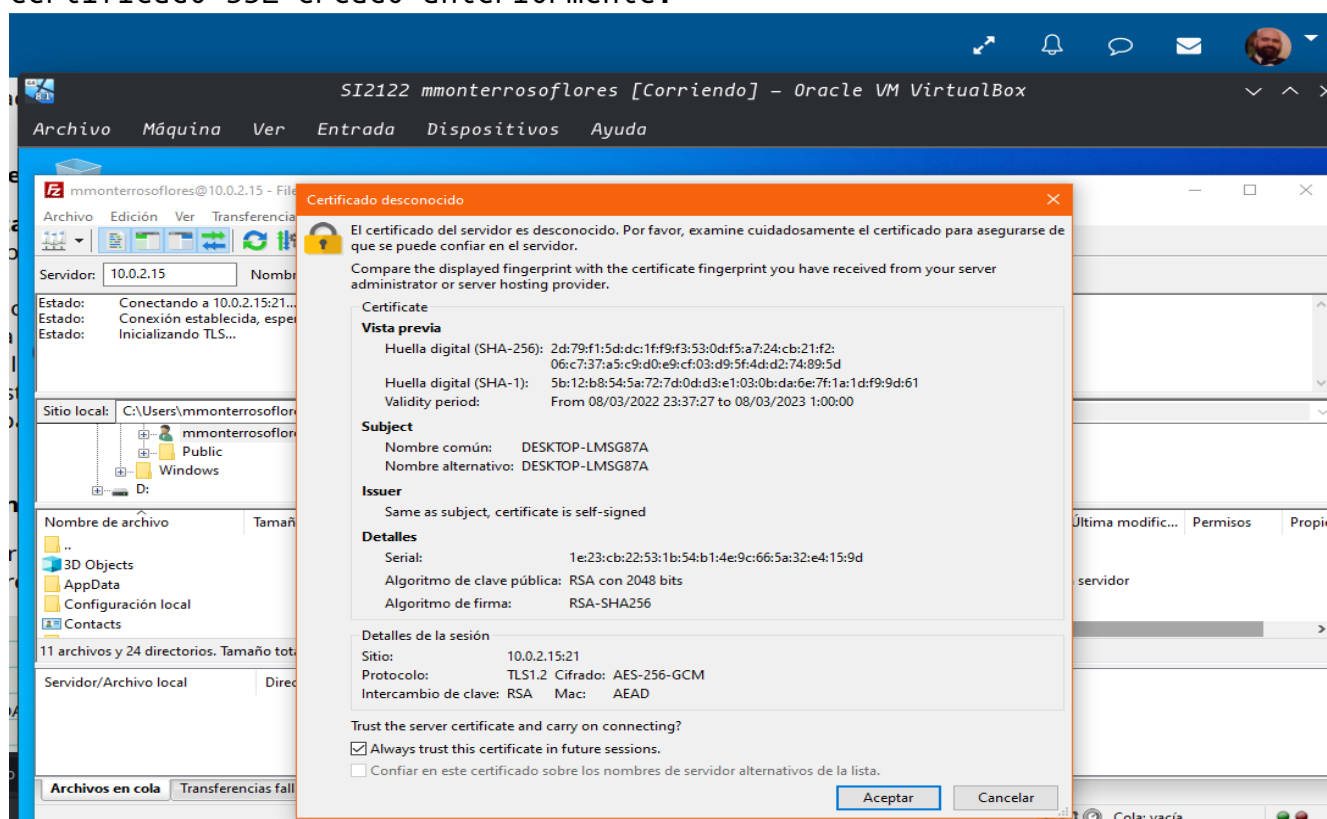 certificado SSL creado anteriormente.
SI2122 mmonterrosoflores [Corriendo] – Oracle VM VirtualBox
Archivo Máquina Ver Entrada Dispositivos Ayuda
mmonterrosoflores@10.0.2.15 - File
Certificado desconocido
Archivo Edición Ver Transferencia
El certificado del servidor es desconocido. Por favor, examine cuidadosamente el certificado para asegurarse de
que se puede confiar en el servidor.
Servidor: 10.0.2.15 Nombr
Compare the displayed fingerprint with the certificate fingerprint you have received from your server
administrator or server hosting provider.
Estado: Conectando a 10.0.2.15:21...
Estado: Conexión establecida, esper
Estado: Inicializando TLS...
Certificate
Vista previa
Huella digital (SHA-256): 2d:79:f1:5d:dc:1f:f9:f3:53:0d:f5:a7:24:cb:21:f2:
06:c7:37:a5:c9:d0:e9:cf:03:d9:5f:4d:d2:74:89:5d
Huella digital (SHA-1): 5b:12:b8:54:5a:72:7d:0d:d3:e1:03:0b:da:6e:7f:1a:1d:f9:9d:61
Validity period: From 08/03/2022 23:37:27 to 08/03/2023 1:00:00
Sitio local: C:\Users\mmonterrosoflore
mmonterrosoflore
Public
Windows
D:
Subject
Nombre común: DESKTOP-LMSG87A
Nombre alternativo: DESKTOP-LMSG87A
Issuer
Same as subject, certificate is self-signed
Nombre de archivo Tamañ
..
3D Objects
AppData
Configuración local
Contacts
11 archivos y 24 directorios. Tamaño tota
Última modific... Permisos Propie
servidor
Detalles
Serial: 1e:23:cb:22:53:1b:54:b1:4e:9c:66:5a:32:e4:15:9d
Algoritmo de clave pública: RSA con 2048 bits
Algoritmo de firma: RSA-SHA256
Detalles de la sesión
Sitio: 10.0.2.15:21
Protocolo: TLS1.2 Cifrado: AES-256-GCM
Intercambio de clave: RSA Mac: AEAD
Servidor/Archivo local Direc
Trust the server certificate and carry on connecting?
Always trust this certificate in future sessions.
Confiar en este certificado sobre los nombres de servidor alternativos de la lista.
Aceptar Cancelar
Archivos en cola Transferencias fall
Cola: vacía